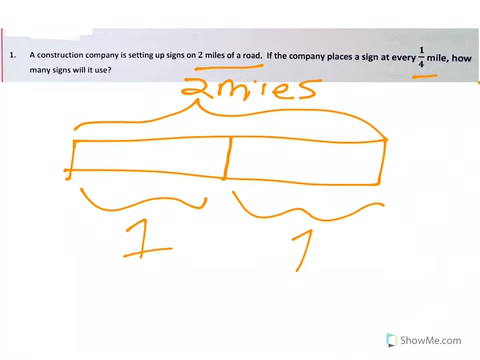 1. A construction company is setting up signs on 2 miles of a road. If the company places a sign at every 1/4 mile, how
many signs will it use?
2 miles
1 1
ShowMe.com